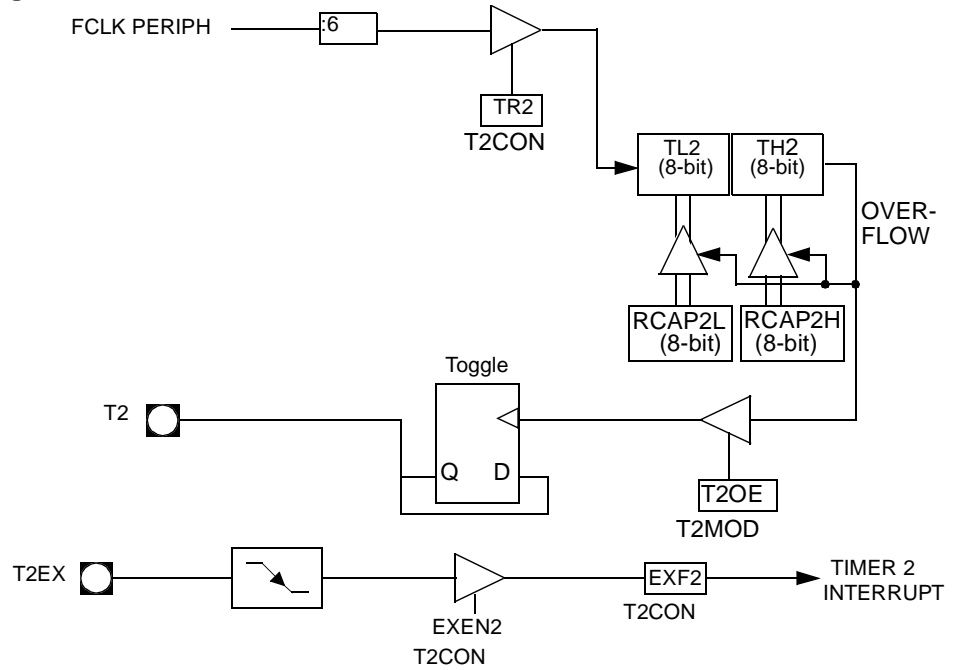 FCLK PERIPH
:6
TR2
T2CON
TL2
(8-bit)
TH2
(8-bit)
OVER-
FLOW
RCAP2L
(8-bit)
RCAP2H
(8-bit)
Toggle
T2
Q
D
T2OE
T2MOD
T2EX
EXEN2
T2CON
EXF2
T2CON
TIMER 2
INTERRUPT